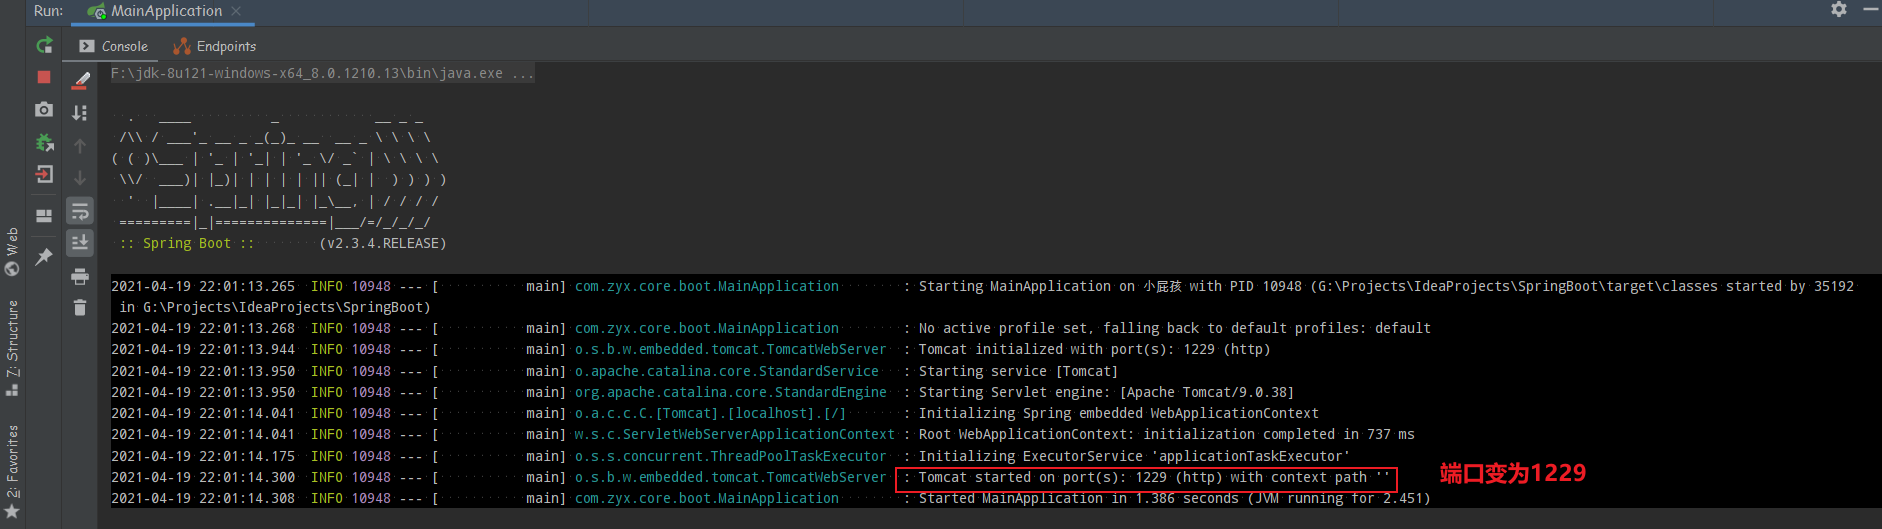 Run: MainApplication
Console Endpoints
F:\jdk-8u121-windows-x64_8.0.1210.13\bin\java.exe ...
  .   ____          _            __ _ _
 /\\ / ___'_ __ _ _(_)_ __  __ _ \ \ \ \
( ( )\___ | '_ | '_| | '_ \/ _` | \ \ \ \
 \\/  ___)| |_)| | | | | || (_| |  ) ) ) )
  '  |____| .__|_| |_|_| |_\__, | / / / /
 =========|_|==============|___/=/_/_/_/
 :: Spring Boot ::        (v2.3.4.RELEASE)
2021-04-19 22:01:13.265  INFO 10948 --- [           main] com.zyx.core.boot.MainApplication        : Starting MainApplication on 小屁孩 with PID 10948 (G:\Projects\IdeaProjects\SpringBoot\target\classes started by 35192
 in G:\Projects\IdeaProjects\SpringBoot)
2021-04-19 22:01:13.268  INFO 10948 --- [           main] com.zyx.core.boot.MainApplication        : No active profile set, falling back to default profiles: default
2021-04-19 22:01:13.944  INFO 10948 --- [           main] o.s.b.w.embedded.tomcat.TomcatWebServer  : Tomcat initialized with port(s): 1229 (http)
2021-04-19 22:01:13.950  INFO 10948 --- [           main] o.apache.catalina.core.StandardService   : Starting service [Tomcat]
2021-04-19 22:01:13.950  INFO 10948 --- [           main] org.apache.catalina.core.StandardEngine  : Starting Servlet engine: [Apache Tomcat/9.0.38]
2021-04-19 22:01:14.041  INFO 10948 --- [           main] o.a.c.c.C.[Tomcat].[localhost].[/]       : Initializing Spring embedded WebApplicationContext
2021-04-19 22:01:14.041  INFO 10948 --- [           main] w.s.c.ServletWebServerApplicationContext : Root WebApplicationContext: initialization completed in 737 ms
2021-04-19 22:01:14.175  INFO 10948 --- [           main] o.s.s.concurrent.ThreadPoolTaskExecutor  : Initializing ExecutorService 'applicationTaskExecutor'
2021-04-19 22:01:14.300  INFO 10948 --- [           main] o.s.b.w.embedded.tomcat.TomcatWebServer  : Tomcat started on port(s): 1229 (http) with context path ''
端口变为1229
2021-04-19 22:01:14.308  INFO 10948 --- [           main] com.zyx.core.boot.MainApplication        : Started MainApplication in 1.386 seconds (JVM running for 2.451)
Web
7: Structure
2: Favorites